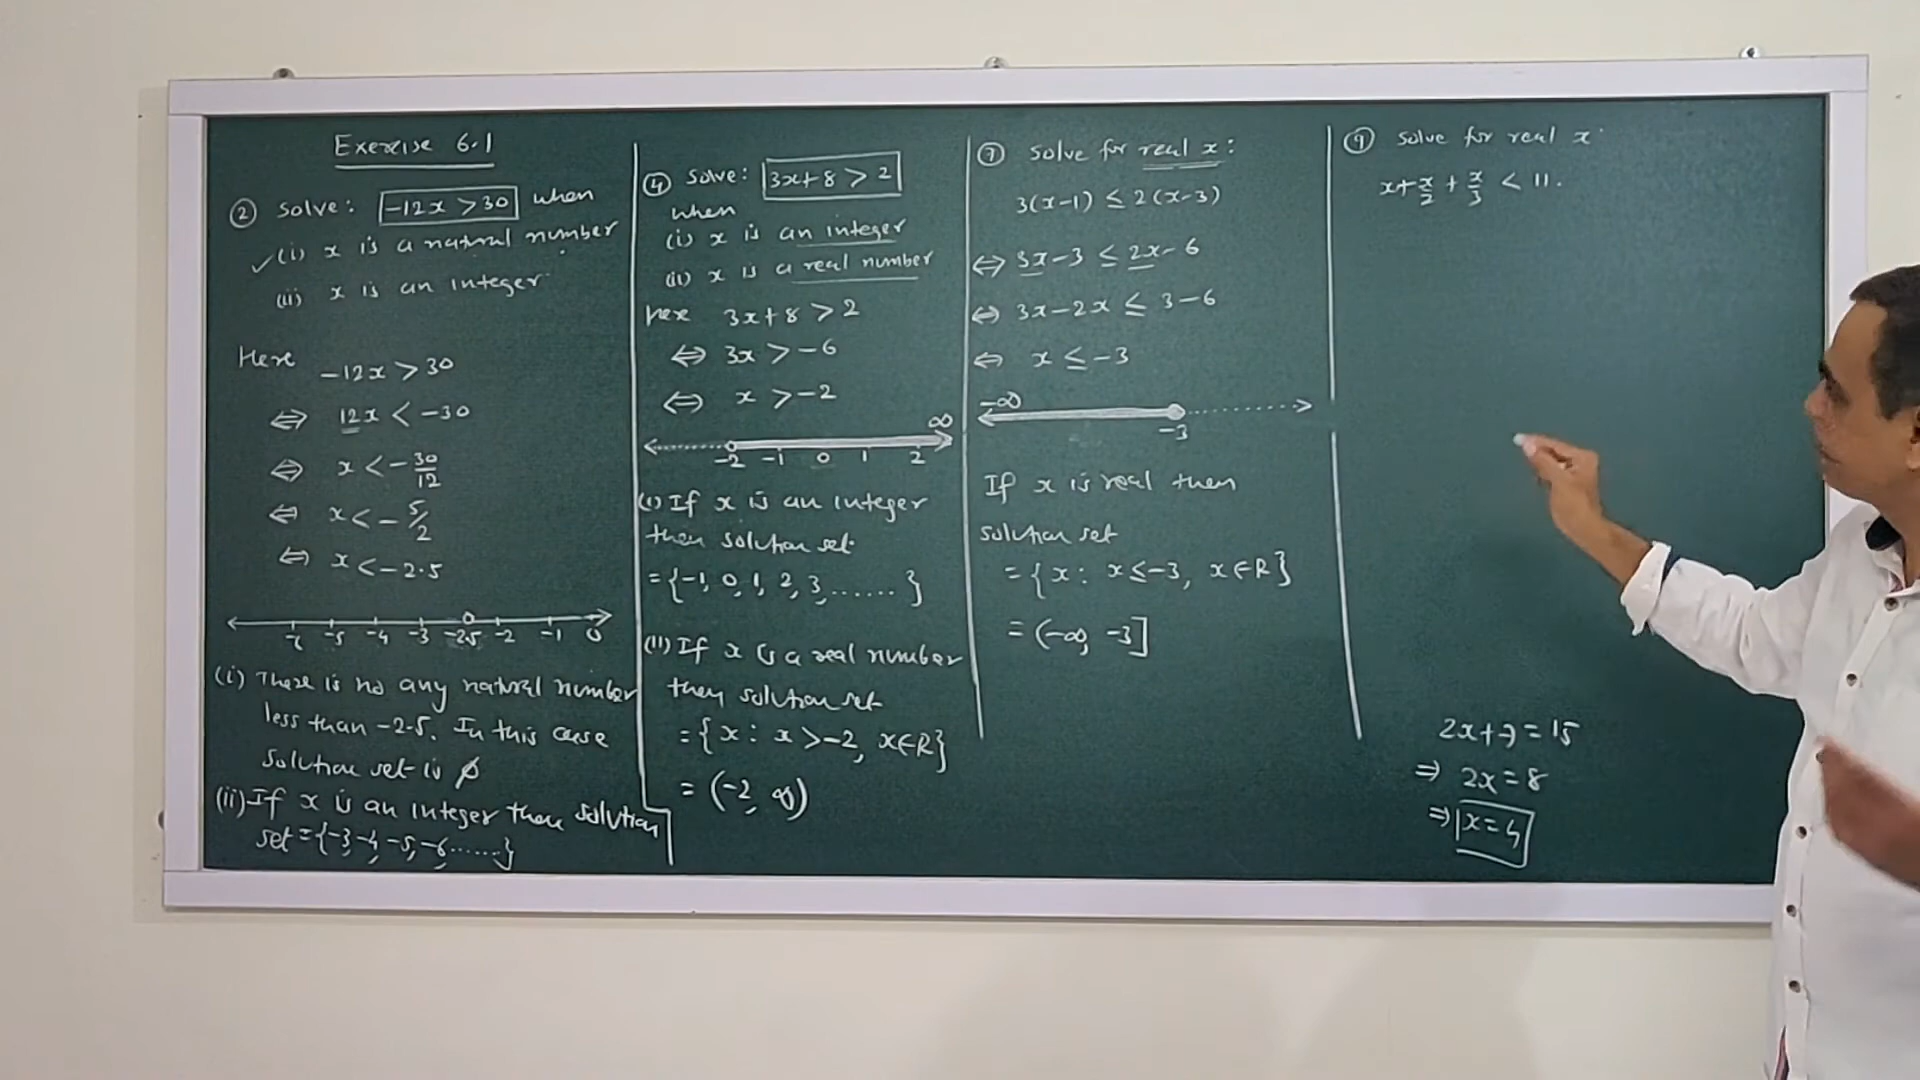 Exercise 6.1
② Solve: -12x > 30 when
✓(i) x is a natural number
(ii) x is an integer
Here -12x > 30
⇔ 12x < -30
⇔ x < -30/12
⇔ x < -5/2
⇔ x < -2.5
-6 -5 -4 -3 -2.5 -2 -1 0
(i) There is no any natural number
less than -2.5. In this case
solution set is φ
(ii) If x is an integer then solution
set = {-3, -4, -5, -6, ......}
④ Solve: 3x+8 > 2
when
(i) x is an integer
(ii) x is a real number
here 3x+8 > 2
⇔ 3x > -6
⇔ x > -2
∞
-2 -1 0 1 2
(i) If x is an integer
then solution set
= {-1, 0, 1, 2, 3, ......}
(ii) If x is a real number
then solution set
= {x : x > -2, x∈R}
= (-2, ∞)
⑦ Solve for real x:
3(x-1) ≤ 2(x-3)
⇔ 3x-3 ≤ 2x-6
⇔ 3x-2x ≤ 3-6
⇔ x ≤ -3
-∞
-3
If x is real then
solution set
= {x : x ≤ -3, x∈R}
= (-∞, -3]
⑨ Solve for real x
x + x/2 + x/3 < 11.
2x+7 = 15
⇒ 2x = 8
⇒ x = 4